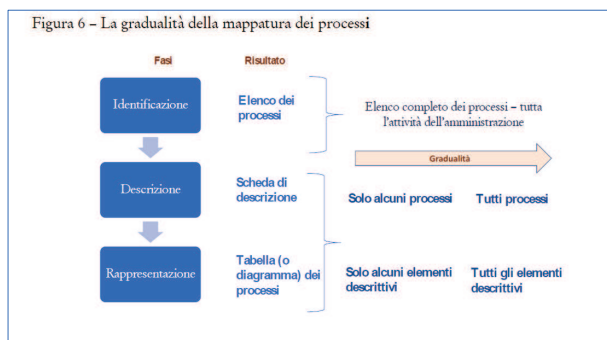 Figura 6 – La gradualità della mappatura dei processi
Fasi
Risultato
Identificazione
Elenco dei
processi
Elenco completo dei processi – tutta
l'attività dell'amministrazione
Gradualità
Descrizione
Scheda di
descrizione
Solo alcuni processi
Tutti processi
Rappresentazione
Tabella (o
diagramma) dei
processi
Solo alcuni elementi
descrittivi
Tutti gli elementi
descrittivi